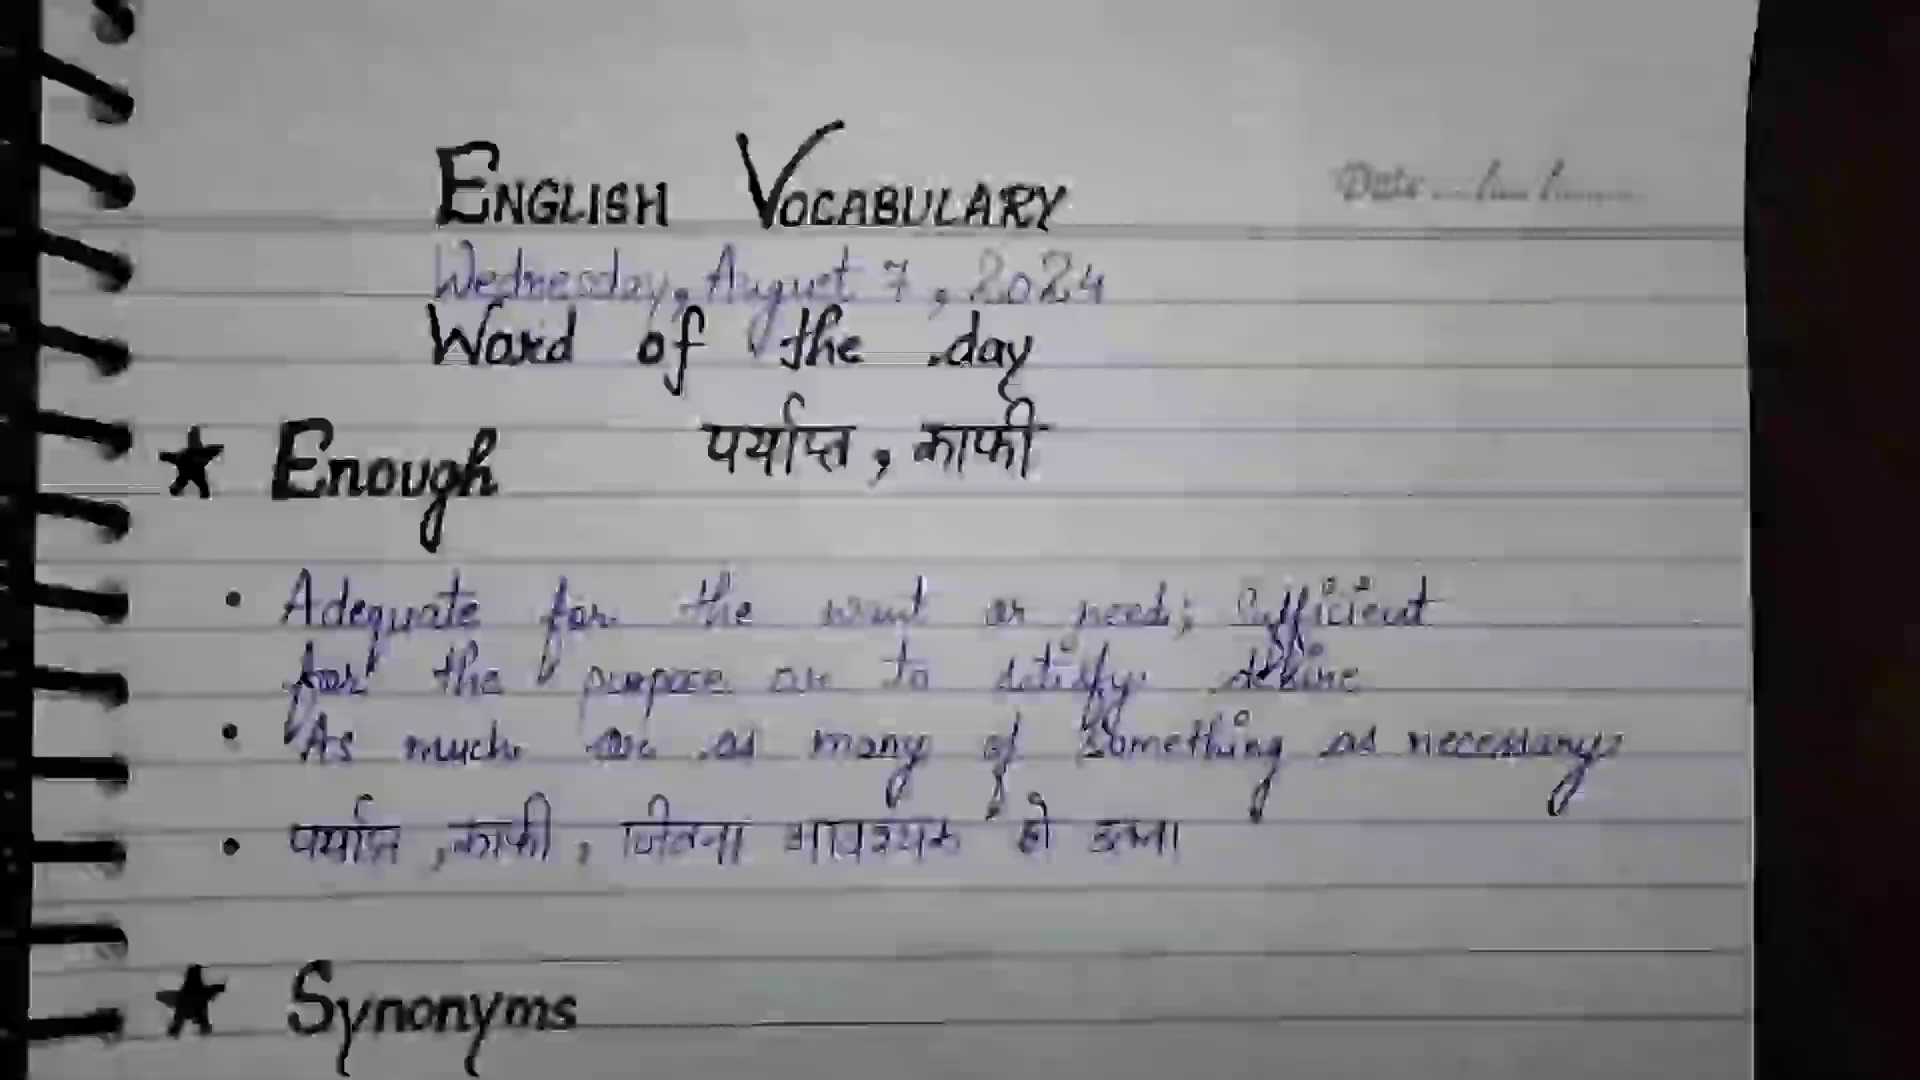 ENGLISH VOCABULARY
Date
Wednesday, August 7, 2024
Word of the day
★ Enough पर्याप्त, काफी
• Adequate for the want or need; sufficient
for the purpose or to satisfy desire
• As much or as many of something as necessary
• पर्याप्त, काफी, जितना आवश्यक हो उतना
★ Synonyms